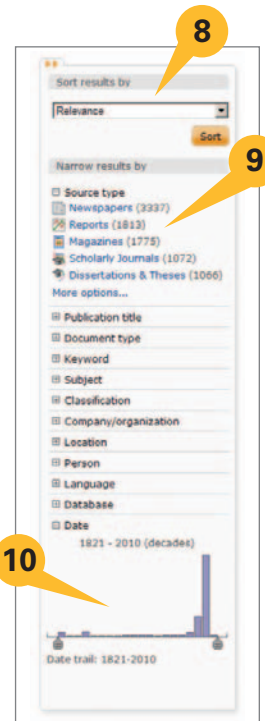 8
Sort results by
Relevance
Sort
9
Narrow results by
Source type
Newspapers (3337)
Reports (1813)
Magazines (1775)
Scholarly Journals (1072)
Dissertations & Theses (1066)
More options...
Publication title
Document type
Keyword
Subject
Classification
Company/organization
Location
Person
Language
Database
Date
1821 - 2010 (decades)
10
Date trail: 1821-2010